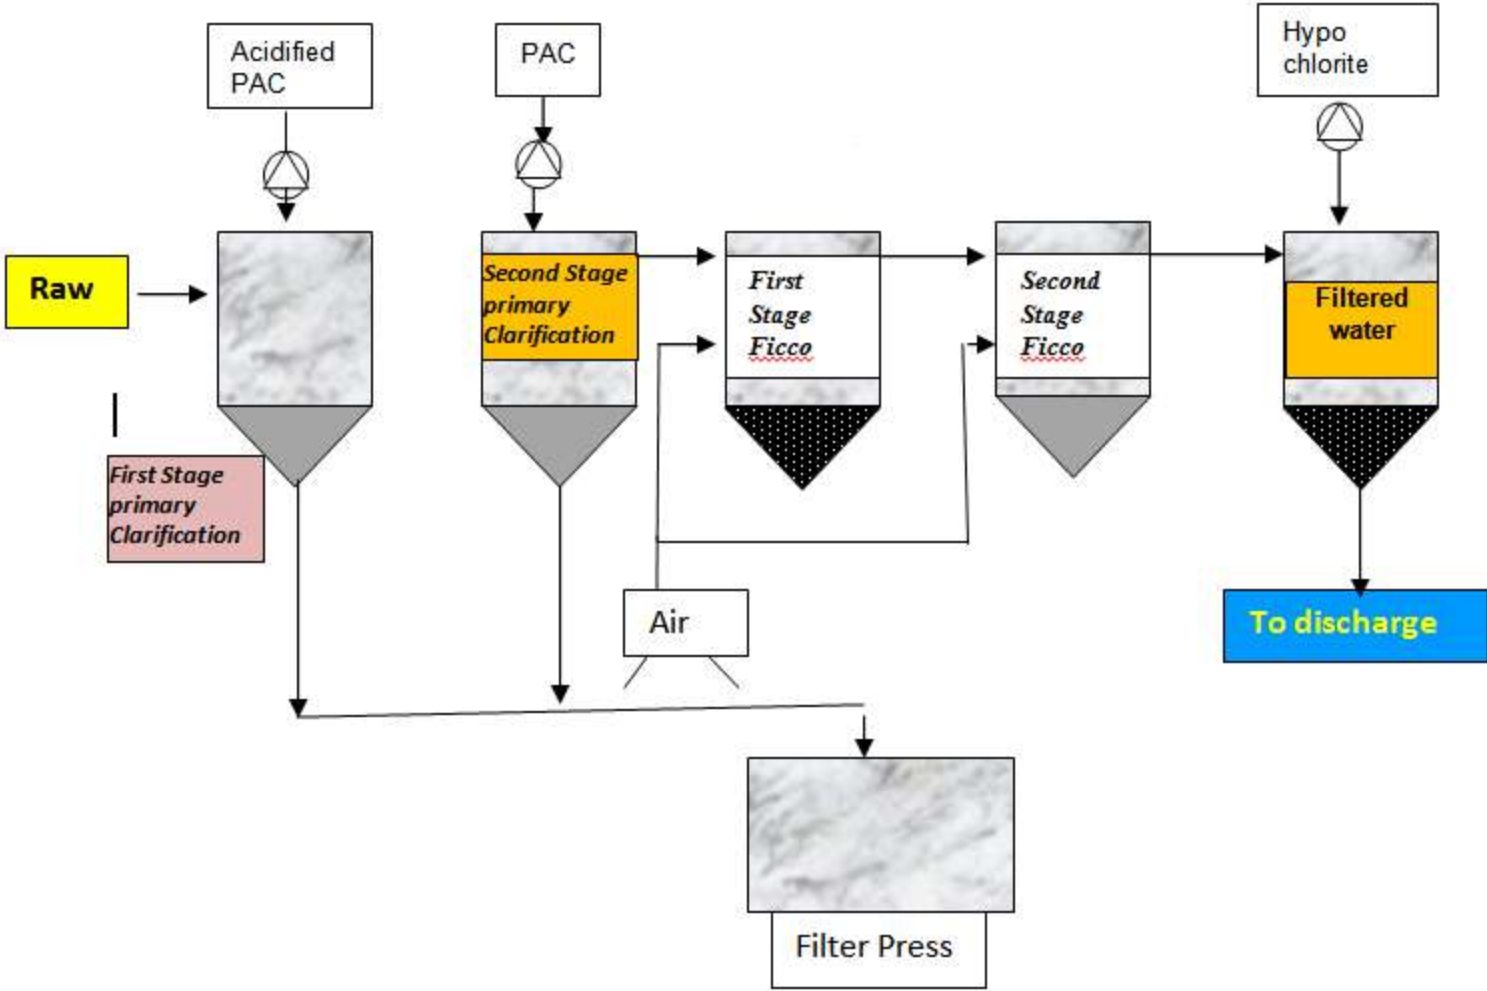 Acidified
PAC
PAC
Hypo
chlorite
Raw
Second Stage
primary
Clarification
First
Stage
Ficco
Second
Stage
Ficco
Filtered
water
First Stage
primary
Clarification
Air
To discharge
Filter Press